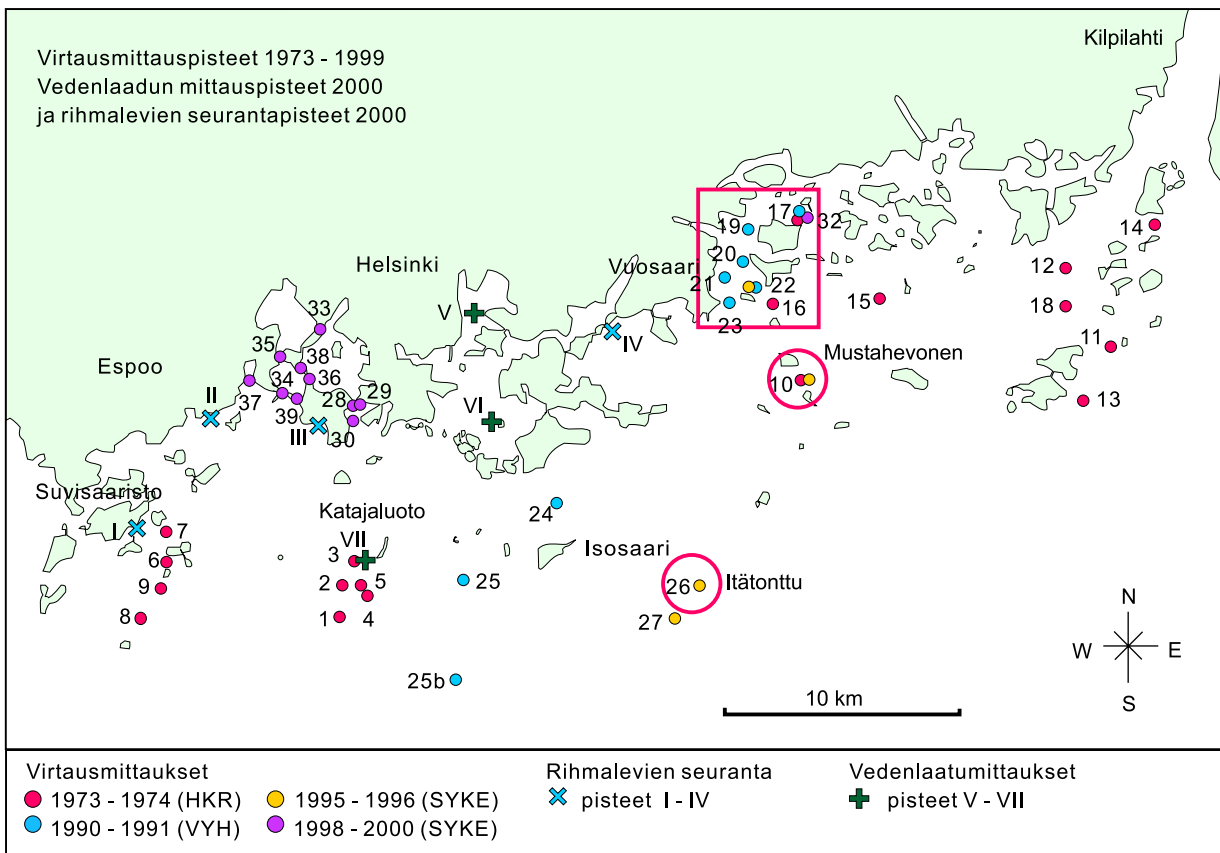 Kilpilahti
Virtausmittauspisteet 1973 - 1999
Vedenlaadun mittauspisteet 2000
ja rihmalevien seurantapisteet 2000
17
32
14
19
Helsinki
Vuosaari
20
12
21
22
33
V
15
18
16
23
IV
35
11
Espoo
38
Mustahevonen
34
36
10
II
37
28
29
13
39
VI
III
30
Suvisaaristo
24
Katajaluoto
I
7
VII
Isosaari
6
3
9
2
5
25
26
Itätonttu
8
1
4
27
N
W
E
25b
10 km
S
Virtausmittaukset
Rihmalevien seuranta
Vedenlaatumittaukset
1973 - 1974 (HKR)
1995 - 1996 (SYKE)
pisteet I - IV
pisteet V - VII
1990 - 1991 (VYH)
1998 - 2000 (SYKE)